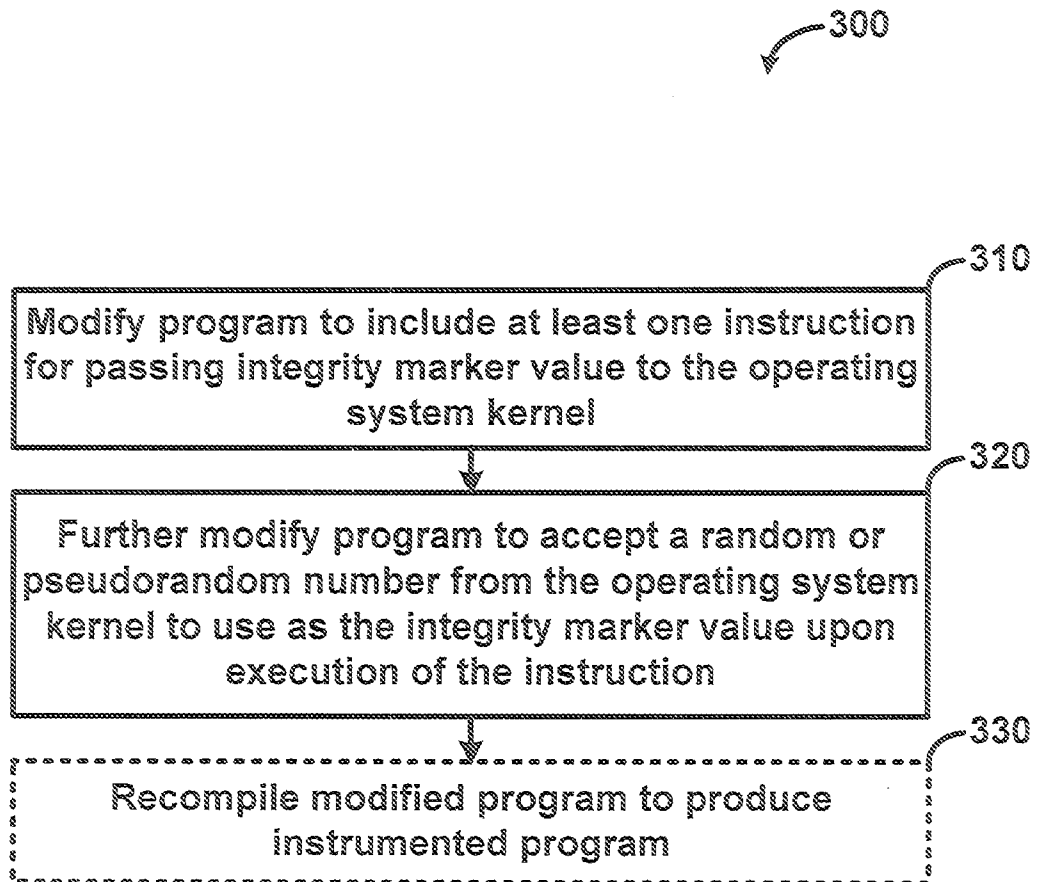 300
310
Modify program to include at least one instruction
for passing integrity marker value to the operating
system kernel
320
Further modify program to accept a random or
pseudorandom number from the operating system
kernel to use as the integrity marker value upon
execution of the instruction
330
Recompile modified program to produce
instrumented program